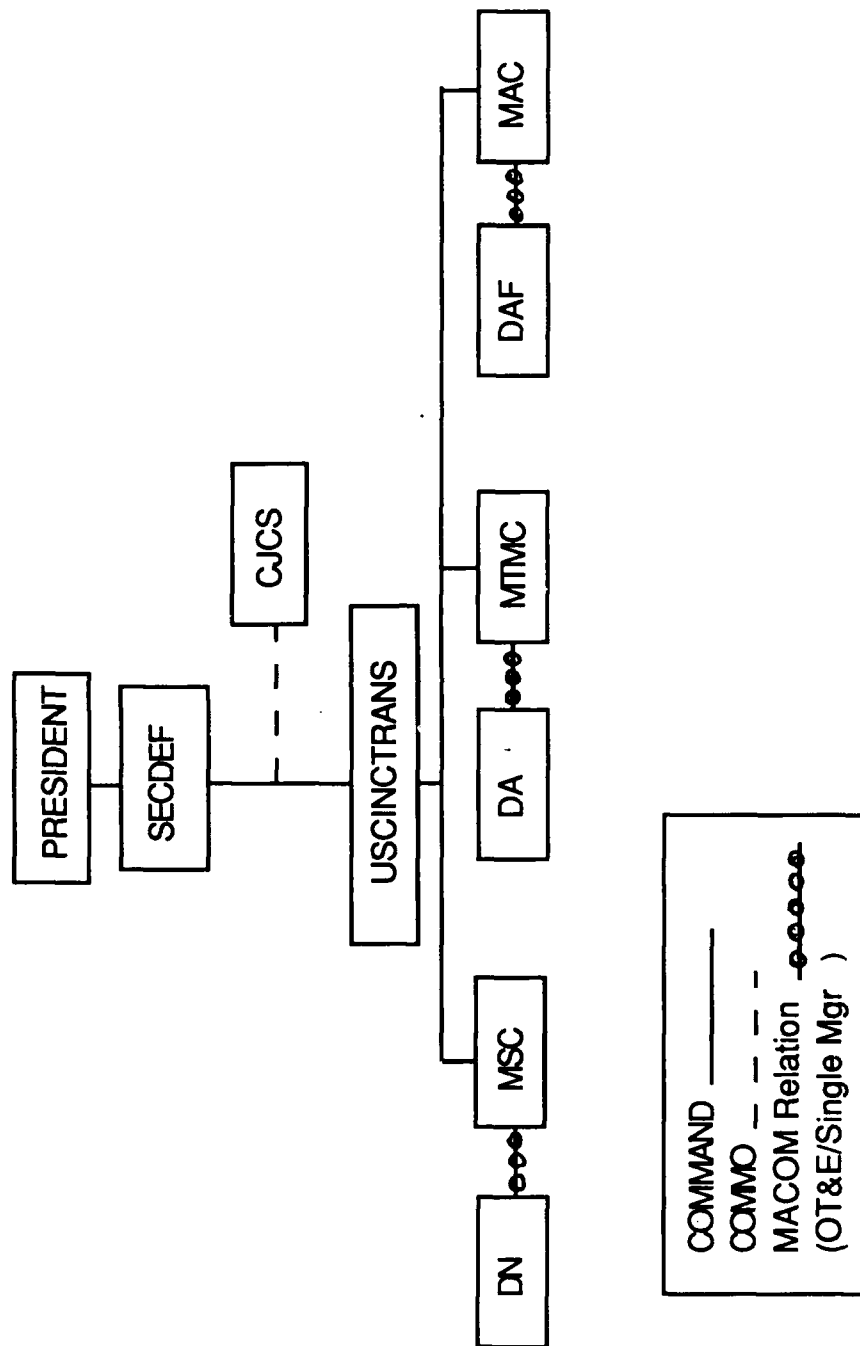 PRESIDENT
SECDEF
CJCS
USCINCTRANS
DN
MSC
DA
MTMC
DAF
MAC
COMMAND
COMMO
MACOM Relation
(OT&E/Single Mgr )